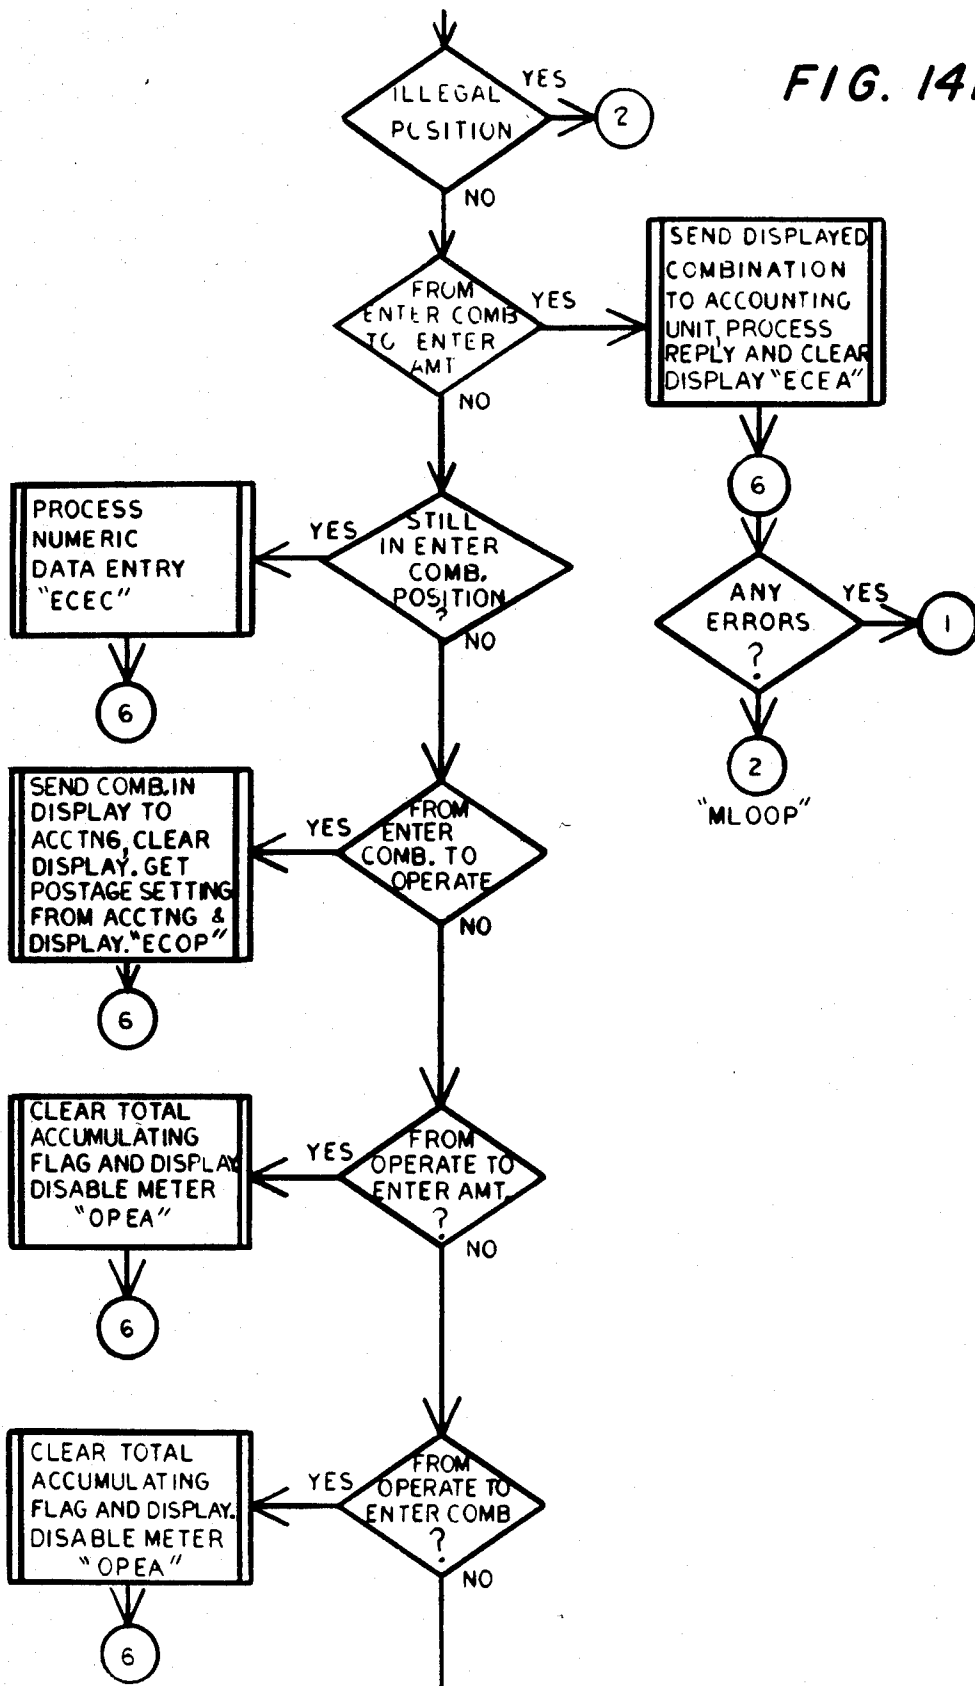 FIG. 14
YES
ILLEGAL
POSITION
2
NO
FROM
ENTER COMB
TO ENTER
AMT
YES
NO
SEND DISPLAYED
COMBINATION
TO ACCOUNTING
UNIT, PROCESS
REPLY AND CLEAR
DISPLAY "ECEA"
6
ANY
ERRORS
?
YES
1
2
"MLOOP"
STILL
IN ENTER
COMB.
POSITION
?
YES
NO
PROCESS
NUMERIC
DATA ENTRY
"ECEC"
6
FROM
ENTER
COMB. TO
OPERATE
YES
NO
SEND COMB.IN
DISPLAY TO
ACCTNG, CLEAR
DISPLAY. GET
POSTAGE SETTING
FROM ACCTNG &
DISPLAY."ECOP"
6
FROM
OPERATE TO
ENTER AMT.
?
YES
NO
CLEAR TOTAL
ACCUMULATING
FLAG AND DISPLAY
DISABLE METER
"OPEA"
6
FROM
OPERATE TO
ENTER COMB
?
YES
NO
CLEAR TOTAL
ACCUMULATING
FLAG AND DISPLAY.
DISABLE METER
"OPEA"
6